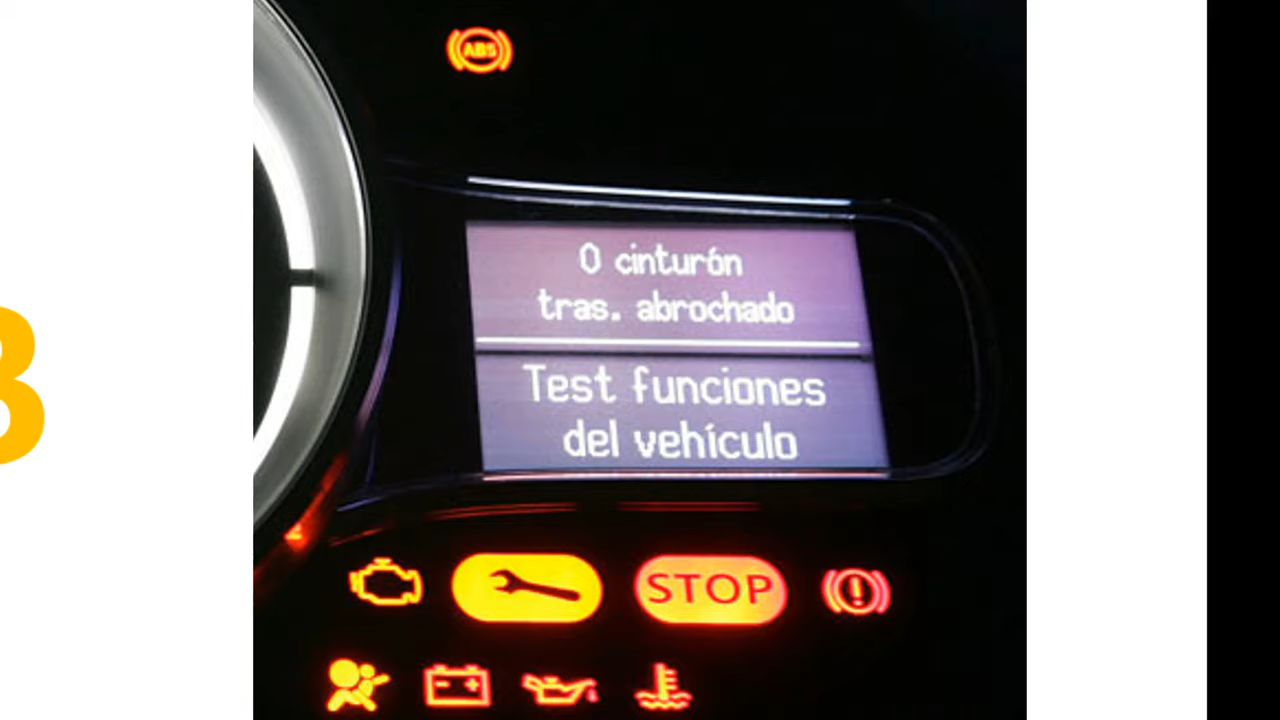 ABS
0 cinturón
tras. abrochado
Test funciones
del vehículo
STOP